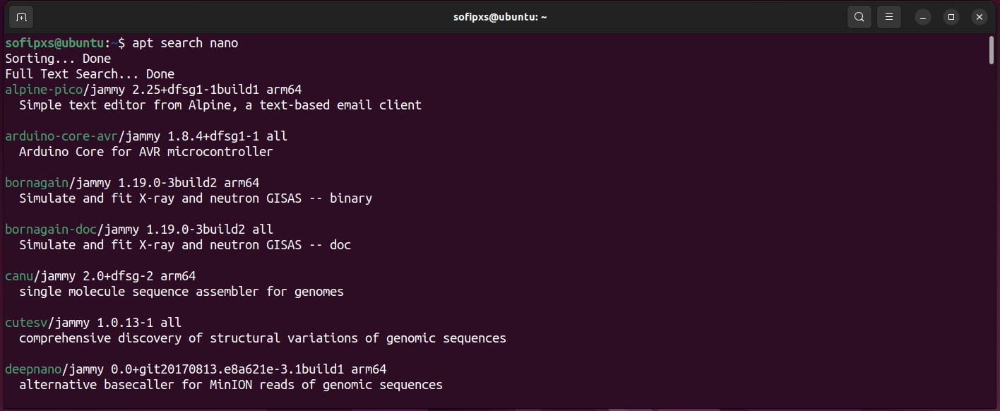 sofipxs@ubuntu: ~
sofipxs@ubuntu:~$ apt search nano
Sorting... Done
Full Text Search... Done
alpine-pico/jammy 2.25+dfsg1-1build1 arm64
  Simple text editor from Alpine, a text-based email client
arduino-core-avr/jammy 1.8.4+dfsg1-1 all
  Arduino Core for AVR microcontroller
bornagain/jammy 1.19.0-3build2 arm64
  Simulate and fit X-ray and neutron GISAS -- binary
bornagain-doc/jammy 1.19.0-3build2 all
  Simulate and fit X-ray and neutron GISAS -- doc
canu/jammy 2.0+dfsg-2 arm64
  single molecule sequence assembler for genomes
cutesv/jammy 1.0.13-1 all
  comprehensive discovery of structural variations of genomic sequences
deepnano/jammy 0.0+git20170813.e8a621e-3.1build1 arm64
  alternative basecaller for MinION reads of genomic sequences